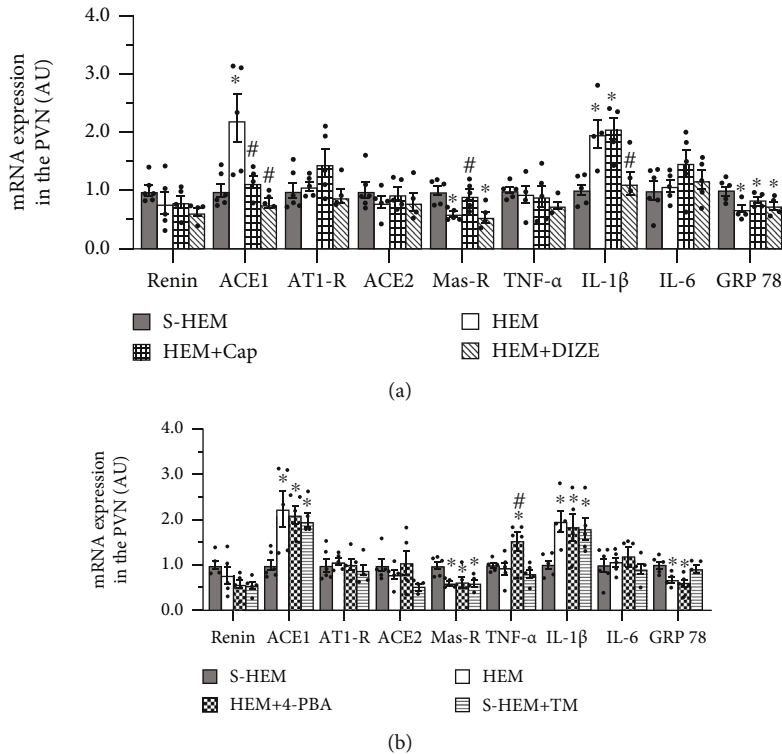 mRNA expression
in the PVN (AU)
4.0
3.0
2.0
1.0
0.0
*
#
#
#
*
*
*
*
#
*
*
*
Renin ACE1 AT1-R ACE2 Mas-R TNF-α IL-1β IL-6 GRP 78
S-HEM HEM
HEM+Cap HEM+DIZE
(a)
mRNA expression
in the PVN (AU)
4.0
3.0
2.0
1.0
0.0
*
*
*
*
*
*
#
*
*
*
*
*
*
Renin ACE1 AT1-R ACE2 Mas-R TNF-α IL-1β IL-6 GRP 78
S-HEM HEM
HEM+4-PBA S-HEM+TM
(b)